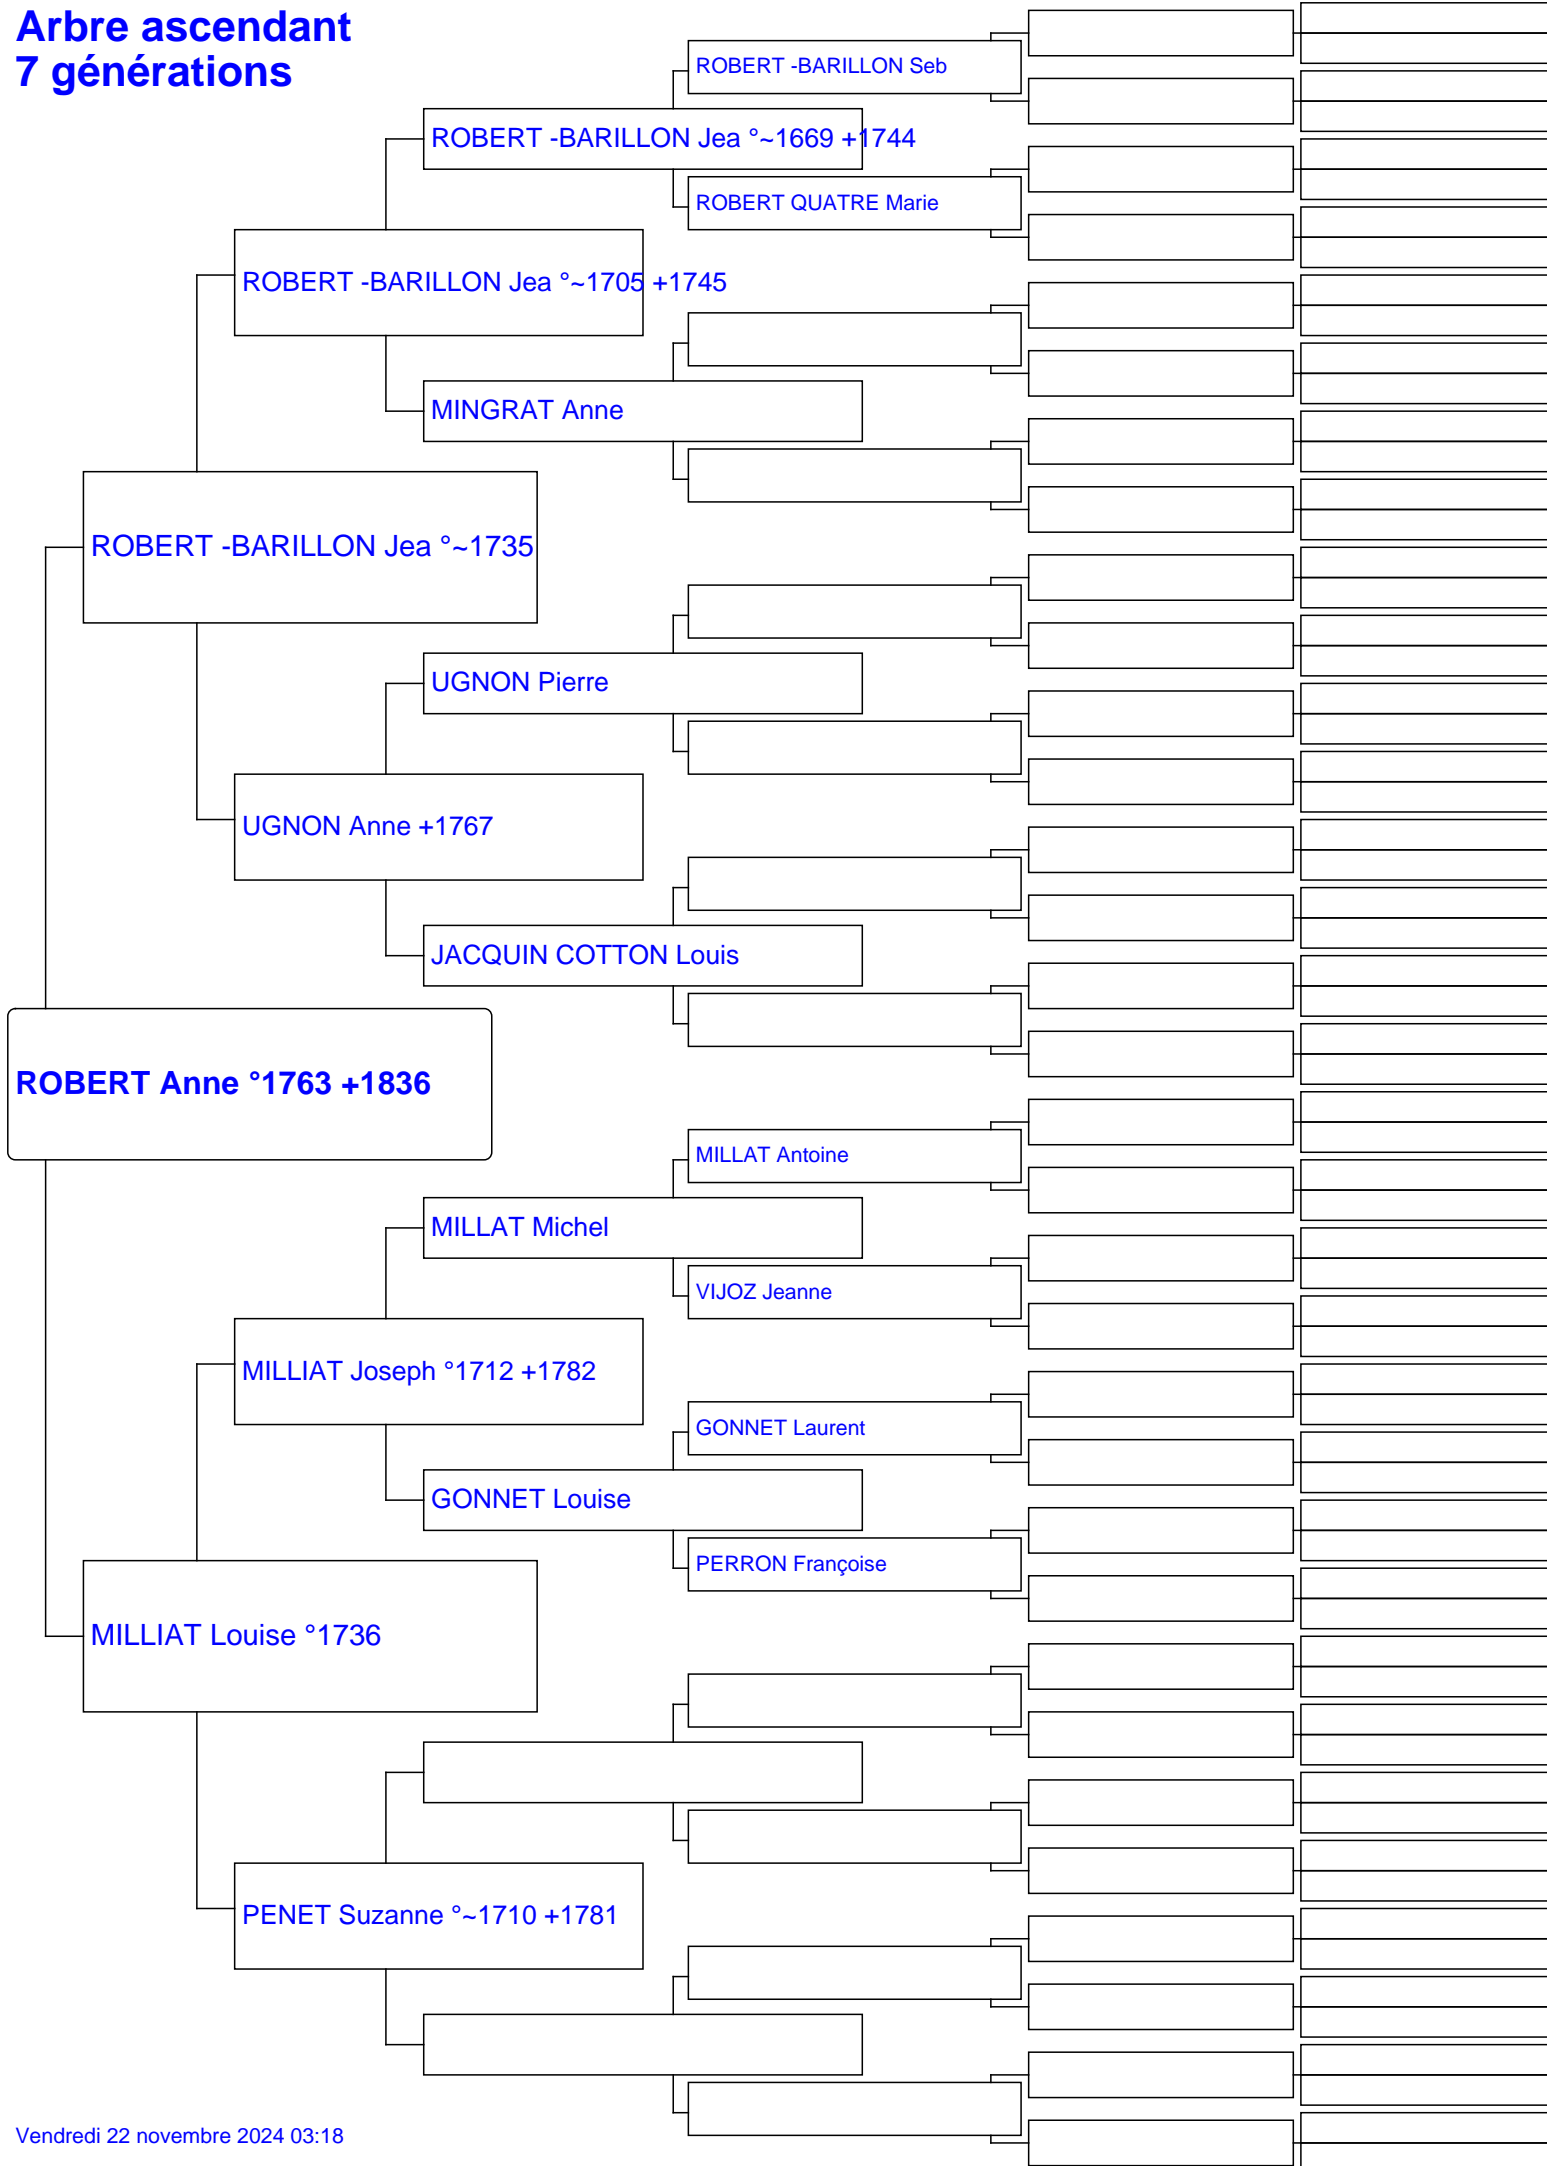 Arbre ascendant
7 générations
ROBERT -BARILLON Seb
ROBERT -BARILLON Jea °~1669 +1744
ROBERT QUATRE Marie
ROBERT -BARILLON Jea °~1705 +1745
MINGRAT Anne
ROBERT -BARILLON Jea °~1735
UGNON Pierre
UGNON Anne +1767
JACQUIN COTTON Louis
ROBERT Anne °1763 +1836
MILLAT Antoine
MILLAT Michel
VIJOZ Jeanne
MILLIAT Joseph °1712 +1782
GONNET Laurent
GONNET Louise
PERRON Françoise
MILLIAT Louise °1736
PENET Suzanne °~1710 +1781
Vendredi 22 novembre 2024 03:18